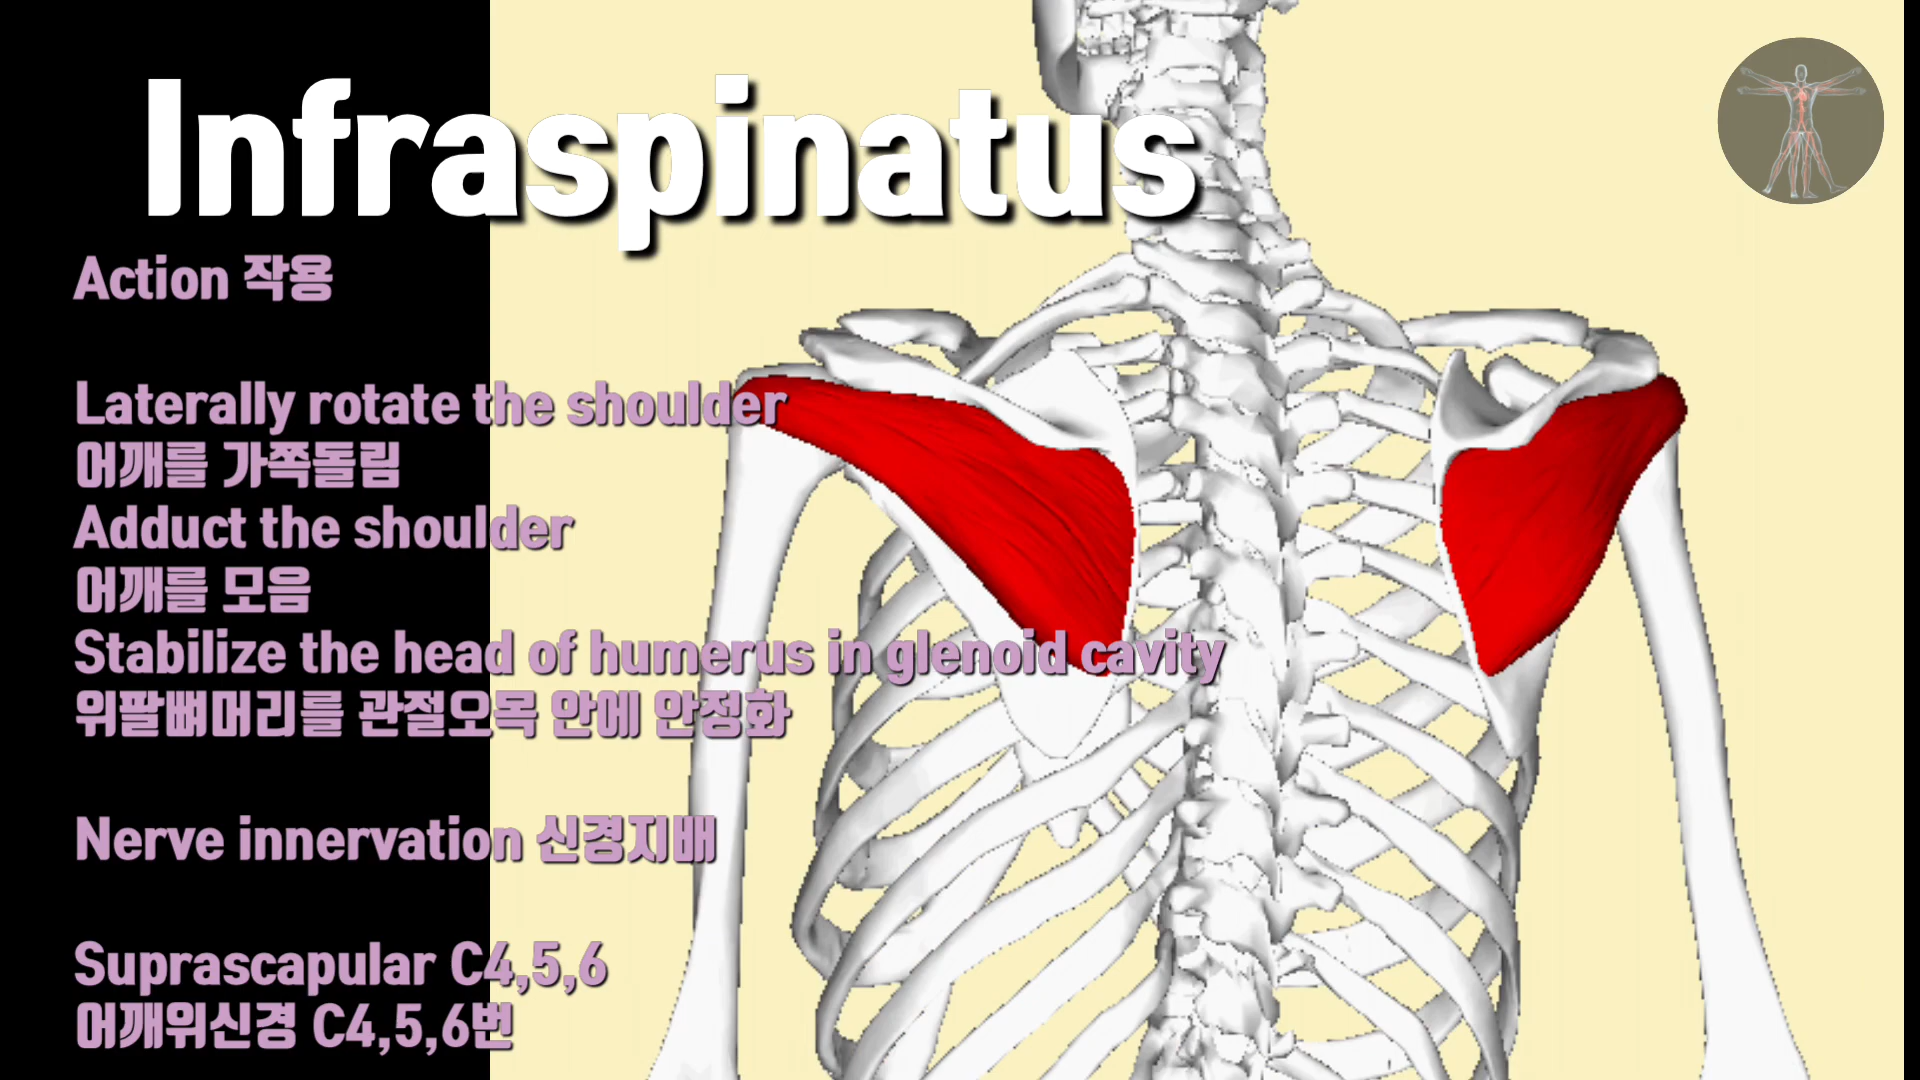 Infraspinatus
Action 작용
Laterally rotate the shoulder
어깨를 가쪽돌림
Adduct the shoulder
어깨를 모음
Stabilize the head of humerus in glenoid cavity
위팔뼈머리를 관절오목 안에 안정화
Nerve innervation 신경지배
Suprascapular C4,5,6
어깨위신경 C4,5,6번